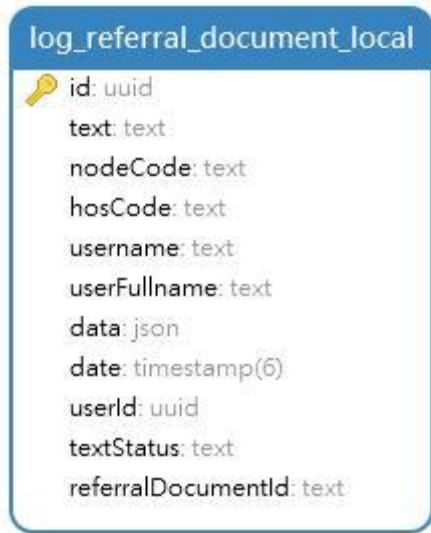 log_referral_document_local
id: uuid
text: text
nodeCode: text
hosCode: text
username: text
userFullname: text
data: json
date: timestamp(6)
userId: uuid
textStatus: text
referralDocumentId: text